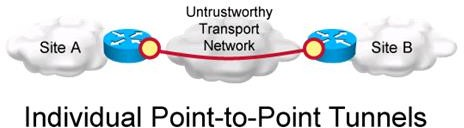 Untrustworthy
Transport
Network
Site A
Site B
Individual Point-to-Point Tunnels